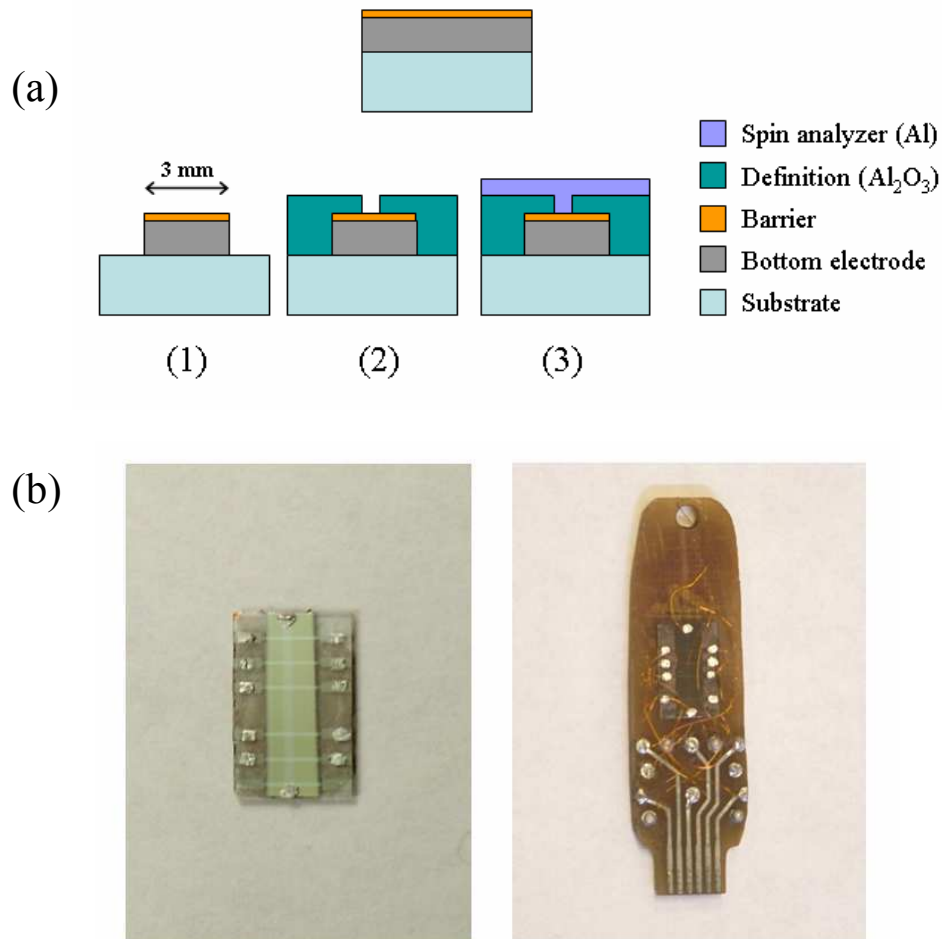 (a)
3 mm
Spin analyzer (Al)
Definition (Al₂O₃)
Barrier
Bottom electrode
Substrate
(1)
(2)
(3)
(b)